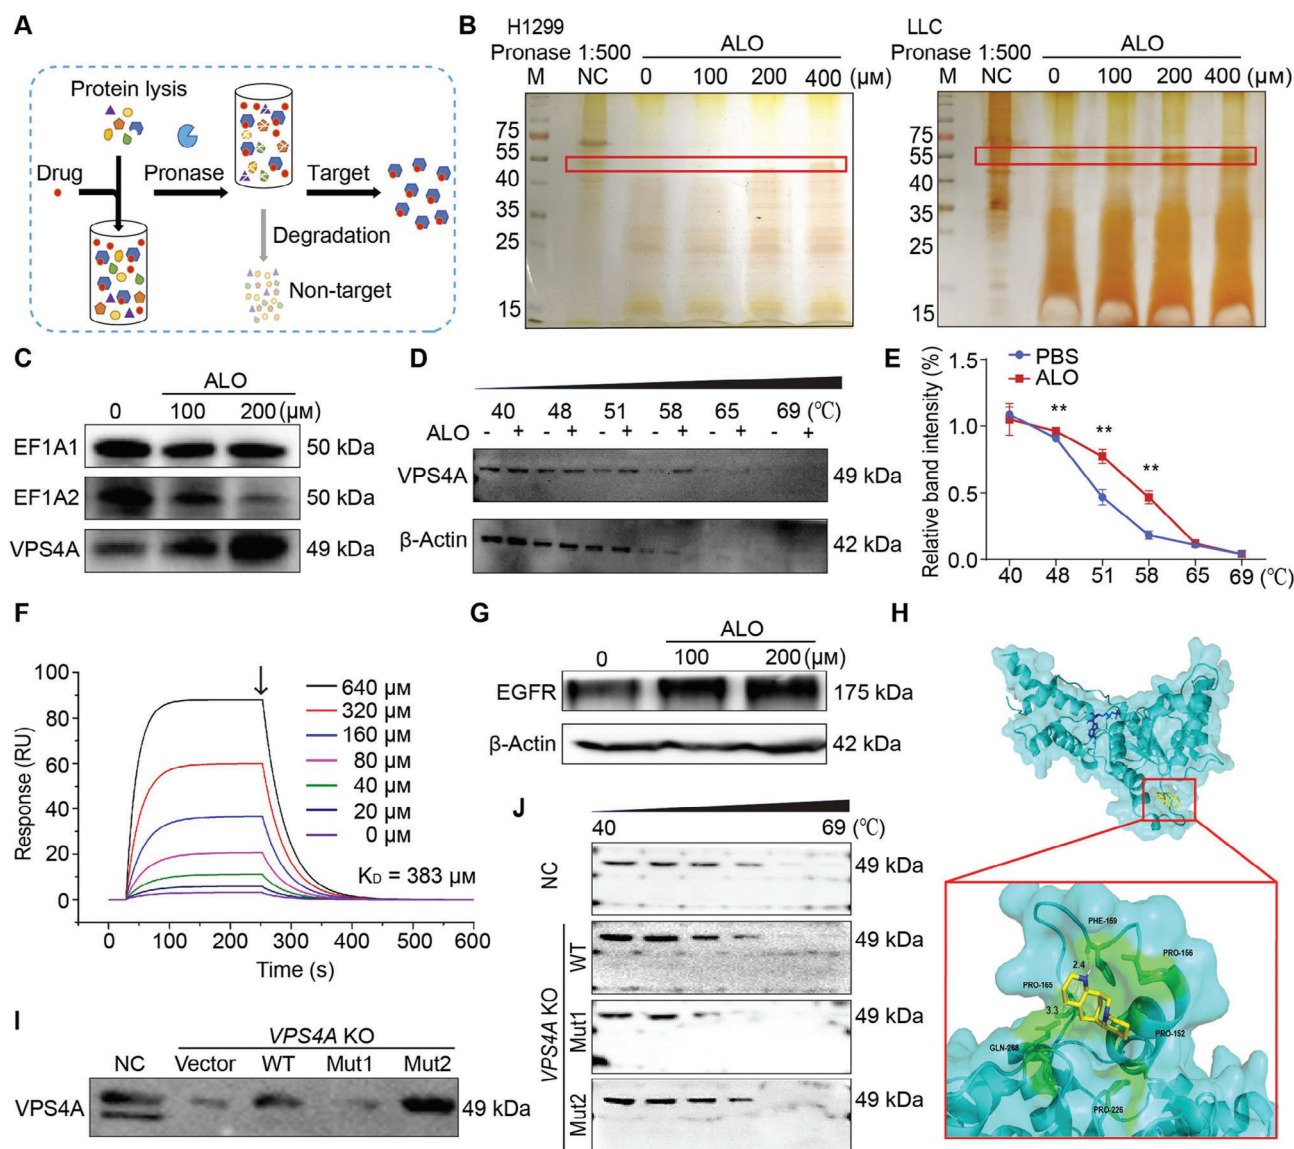 A
Protein lysis
Drug
Pronase
Target
Degradation
Non-target
B
H1299
Pronase 1:500
ALO
M NC 0 100 200 400 (μM)
75
55
40
35
25
15
LLC
Pronase 1:500
ALO
M NC 0 100 200 400 (μM)
75
55
40
35
25
15
C
ALO
0 100 200 (μM)
EF1A1 50 kDa
EF1A2 50 kDa
VPS4A 49 kDa
D
40 48 51 58 65 69 (℃)
ALO - + - + - + - + - + - +
VPS4A 49 kDa
β-Actin 42 kDa
E
PBS
ALO
Relative band intensity (%)
1.5
1.0
0.5
0.0
** ** **
40 48 51 58 65 69 (℃)
F
Response (RU)
100
80
60
40
20
0
640 μM
320 μM
160 μM
80 μM
40 μM
20 μM
0 μM
KD = 383 μM
0 100 200 300 400 500 600
Time (s)
G
ALO
0 100 200 (μM)
EGFR 175 kDa
β-Actin 42 kDa
H
PHE-159
PRO-156
2.4
PRO-165
3.3
PRO-152
GLN-268
PRO-226
I
VPS4A KO
NC Vector WT Mut1 Mut2
VPS4A 49 kDa
J
40 69 (℃)
NC 49 kDa
VPS4A KO
WT 49 kDa
Mut1 49 kDa
Mut2 49 kDa